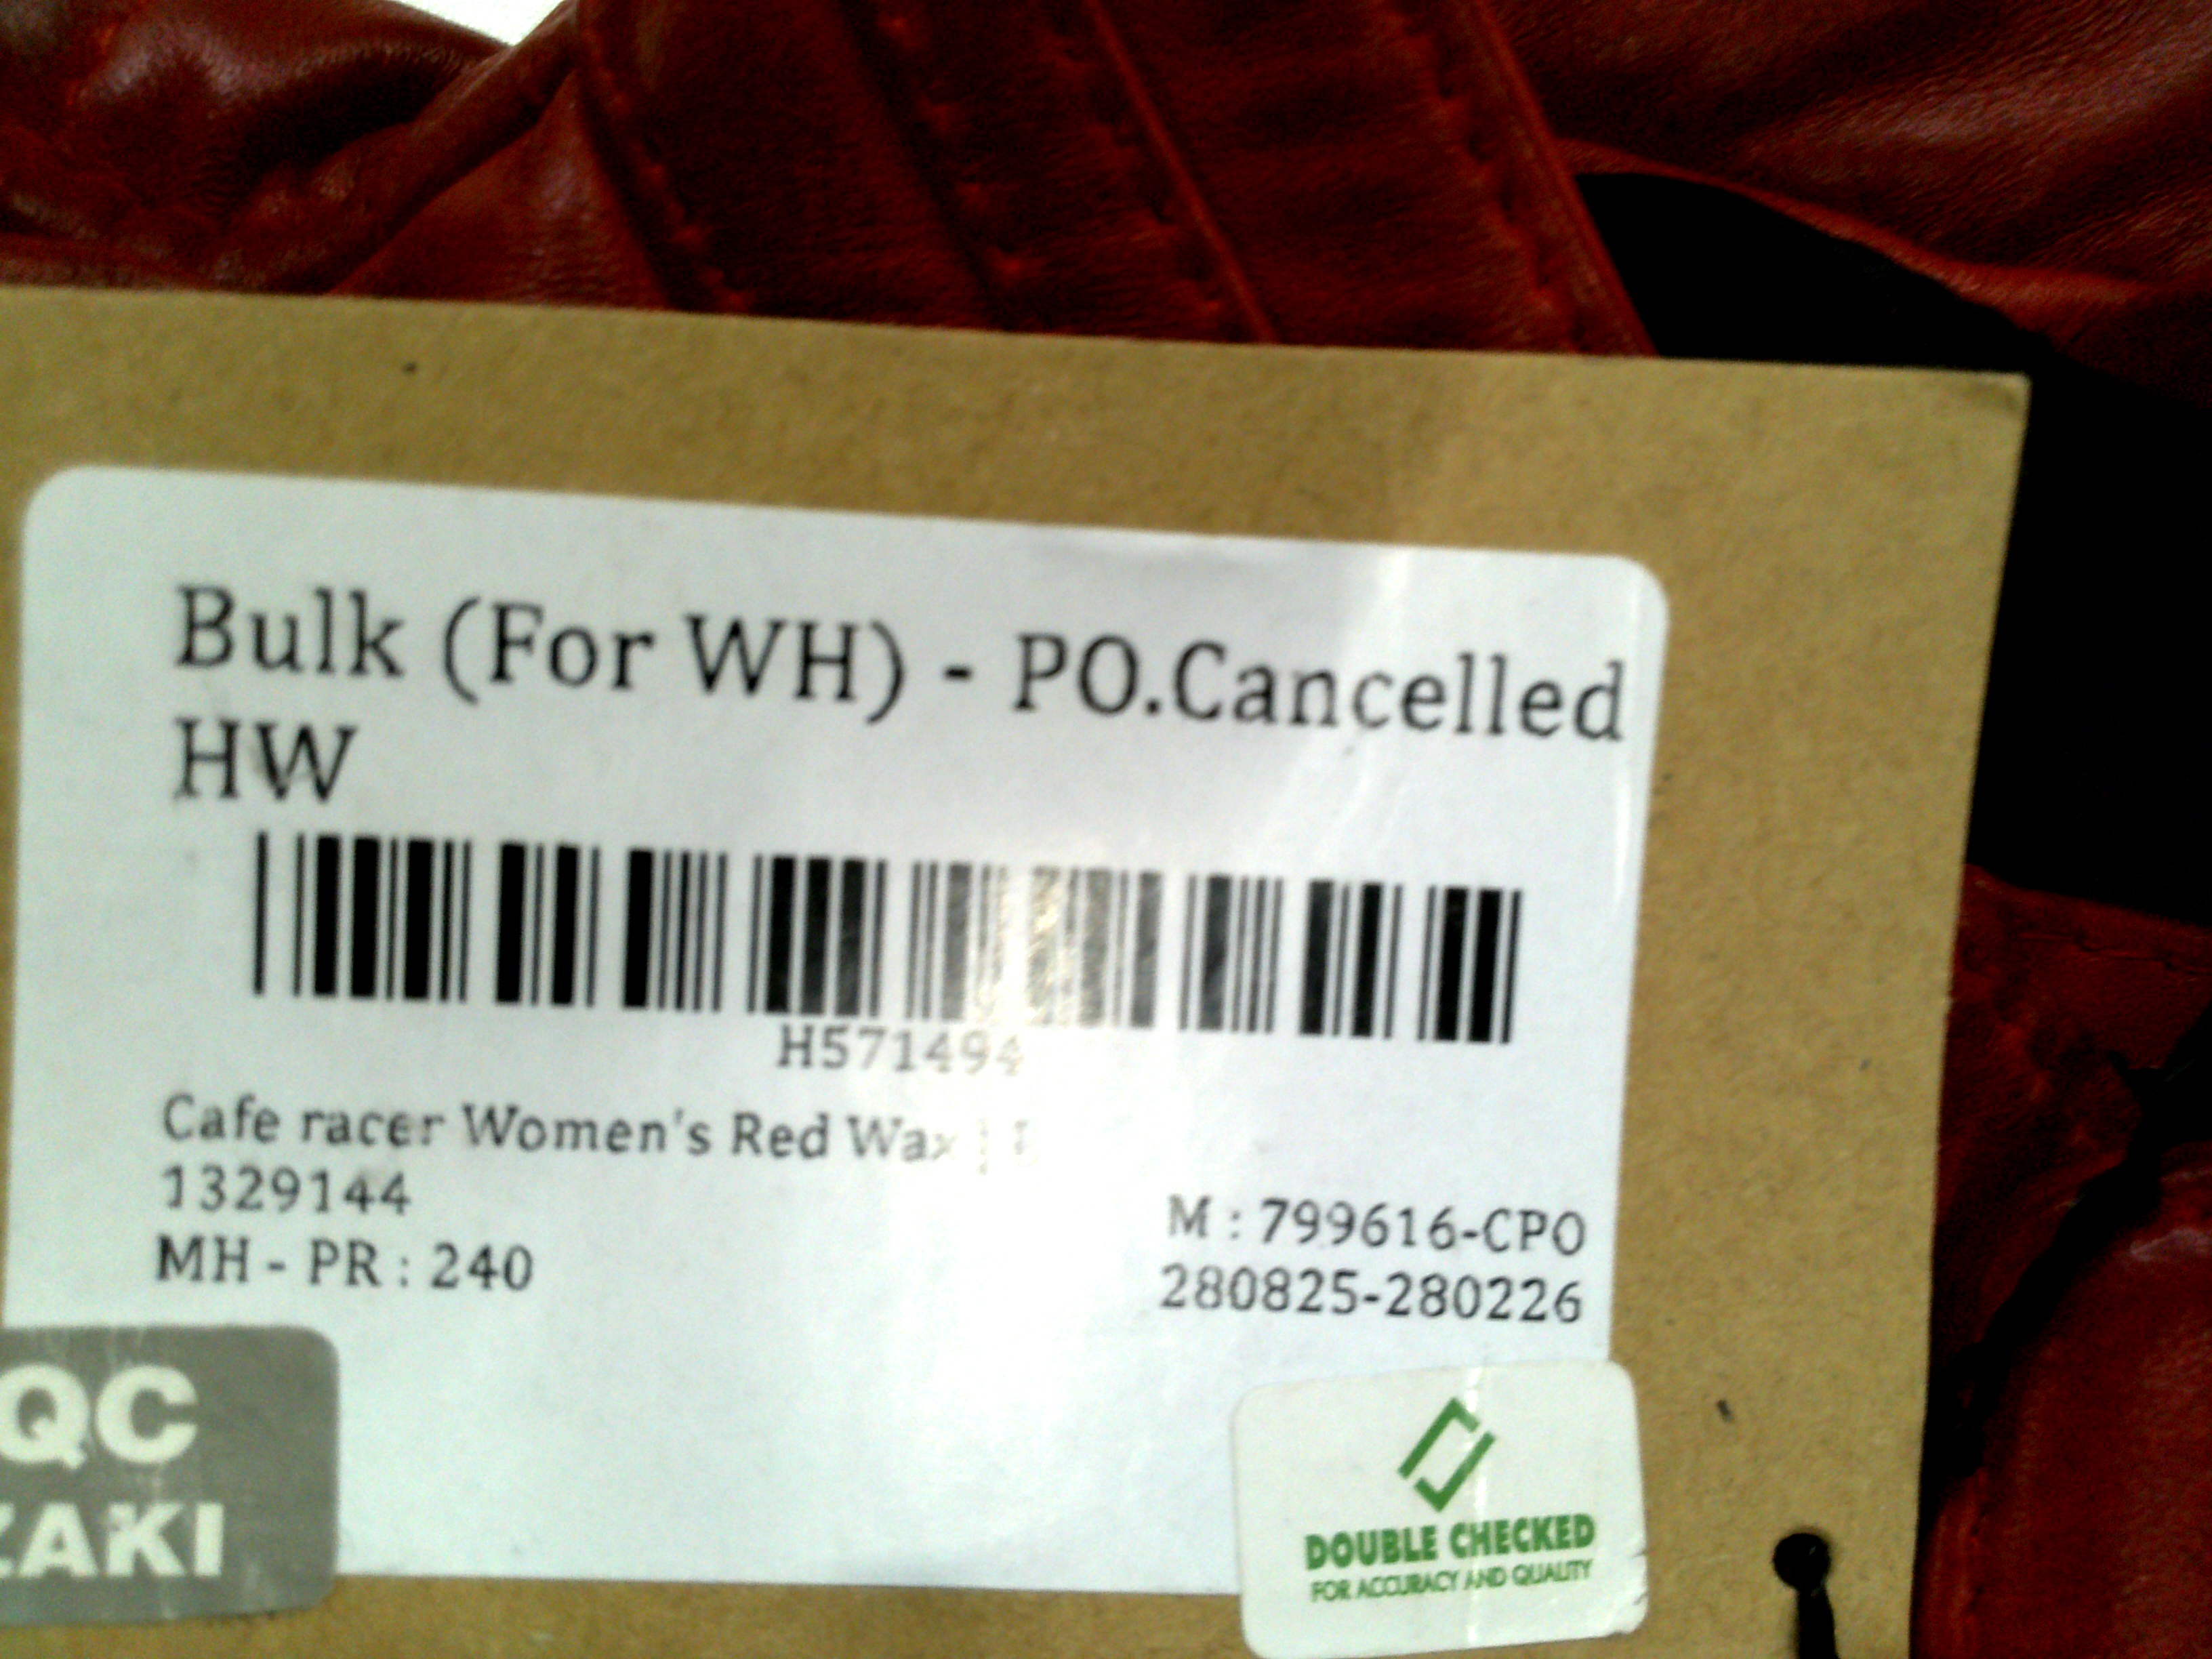 Bulk (For WH) - PO.Cancelled
HW
H571494
Cafe racer Women's Red Wax
1329144
M : 799616-CPO
MH - PR : 240
280825-280226
QC
ZAKI
DOUBLE CHECKED
FOR ACCURACY AND QUALITY